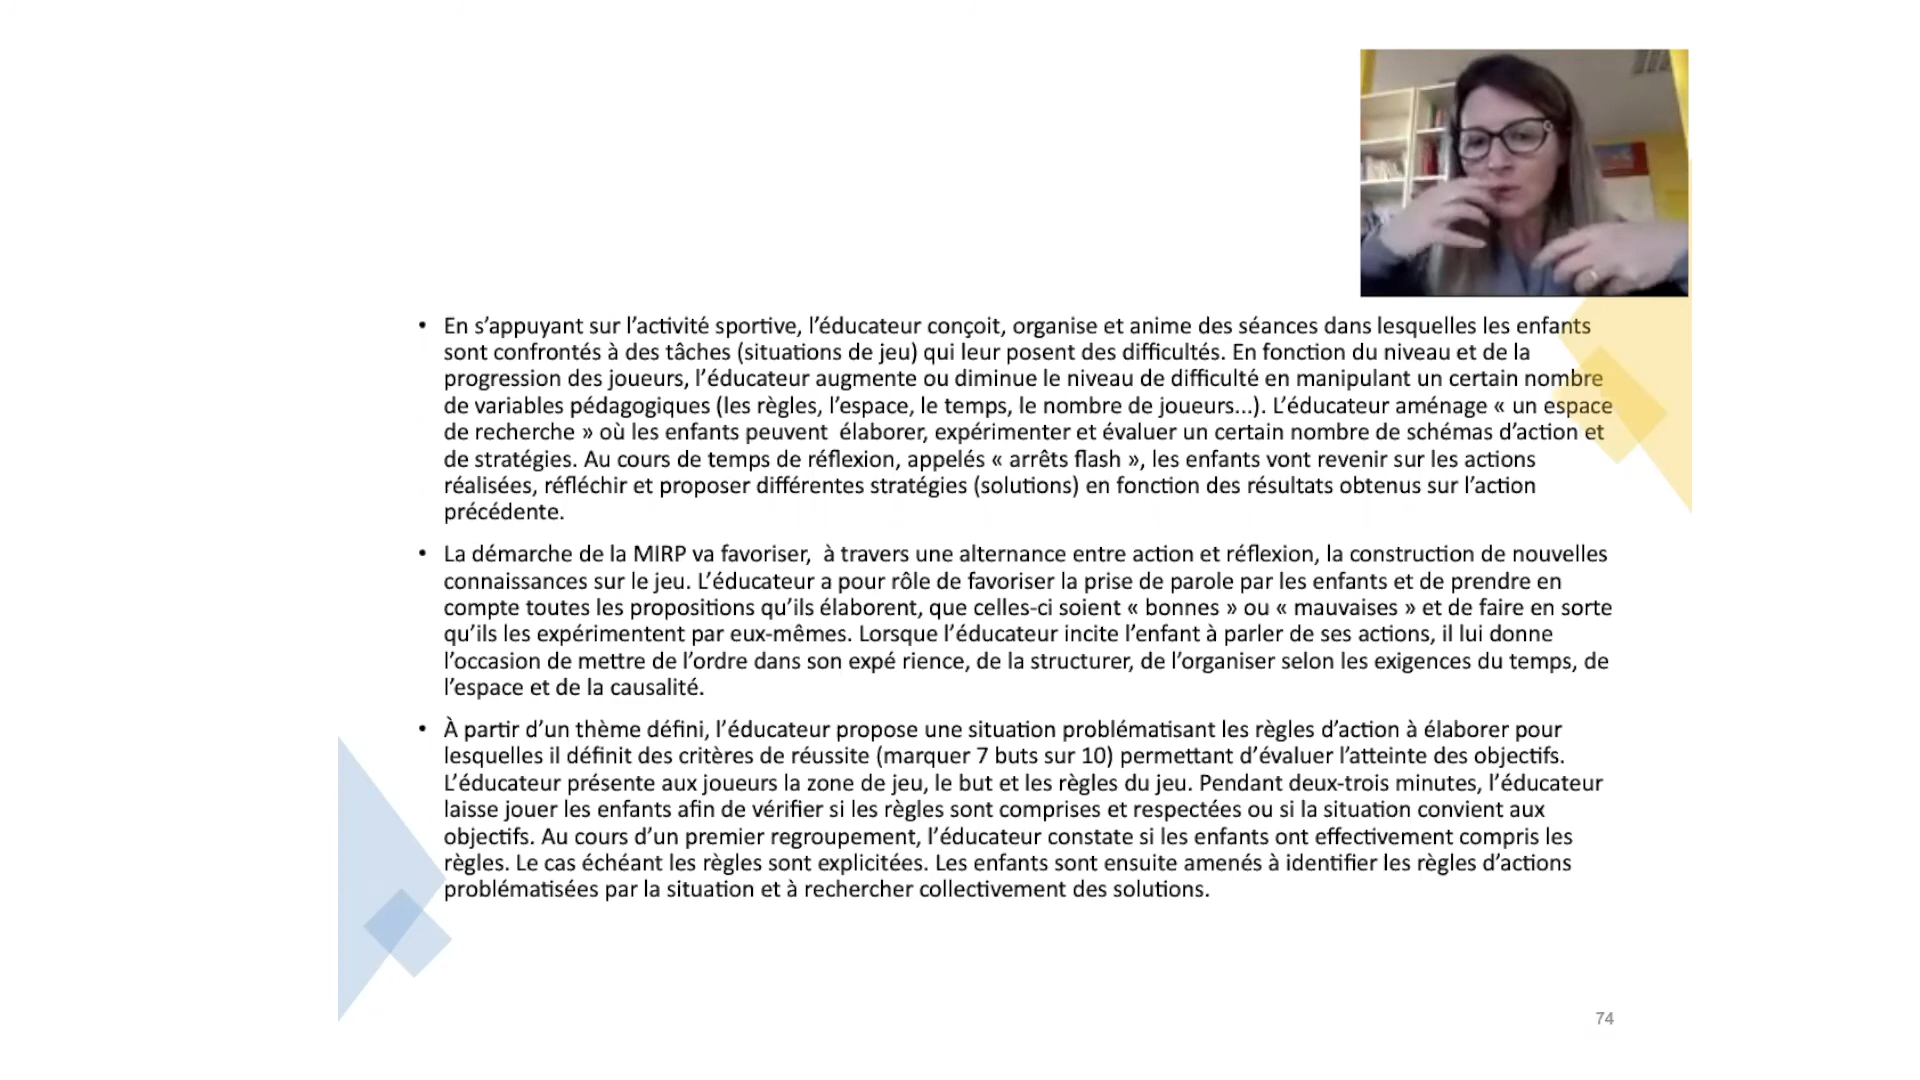 • En s’appuyant sur l’activité sportive, l’éducateur conçoit, organise et anime des séances dans lesquelles les enfants
sont confrontés à des tâches (situations de jeu) qui leur posent des difficultés. En fonction du niveau et de la
progression des joueurs, l’éducateur augmente ou diminue le niveau de difficulté en manipulant un certain nombre
de variables pédagogiques (les règles, l’espace, le temps, le nombre de joueurs...). L’éducateur aménage « un espace
de recherche » où les enfants peuvent  élaborer, expérimenter et évaluer un certain nombre de schémas d’action et
de stratégies. Au cours de temps de réflexion, appelés « arrêts flash », les enfants vont revenir sur les actions
réalisées, réfléchir et proposer différentes stratégies (solutions) en fonction des résultats obtenus sur l’action
précédente.
• La démarche de la MIRP va favoriser,  à travers une alternance entre action et réflexion, la construction de nouvelles
connaissances sur le jeu. L’éducateur a pour rôle de favoriser la prise de parole par les enfants et de prendre en
compte toutes les propositions qu’ils élaborent, que celles-ci soient « bonnes » ou « mauvaises » et de faire en sorte
qu’ils les expérimentent par eux-mêmes. Lorsque l’éducateur incite l’enfant à parler de ses actions, il lui donne
l’occasion de mettre de l’ordre dans son expé rience, de la structurer, de l’organiser selon les exigences du temps, de
l’espace et de la causalité.
• À partir d’un thème défini, l’éducateur propose une situation problématisant les règles d’action à élaborer pour
lesquelles il définit des critères de réussite (marquer 7 buts sur 10) permettant d’évaluer l’atteinte des objectifs.
L’éducateur présente aux joueurs la zone de jeu, le but et les règles du jeu. Pendant deux-trois minutes, l’éducateur
laisse jouer les enfants afin de vérifier si les règles sont comprises et respectées ou si la situation convient aux
objectifs. Au cours d’un premier regroupement, l’éducateur constate si les enfants ont effectivement compris les
règles. Le cas échéant les règles sont explicitées. Les enfants sont ensuite amenés à identifier les règles d’actions
problématisées par la situation et à rechercher collectivement des solutions.
74